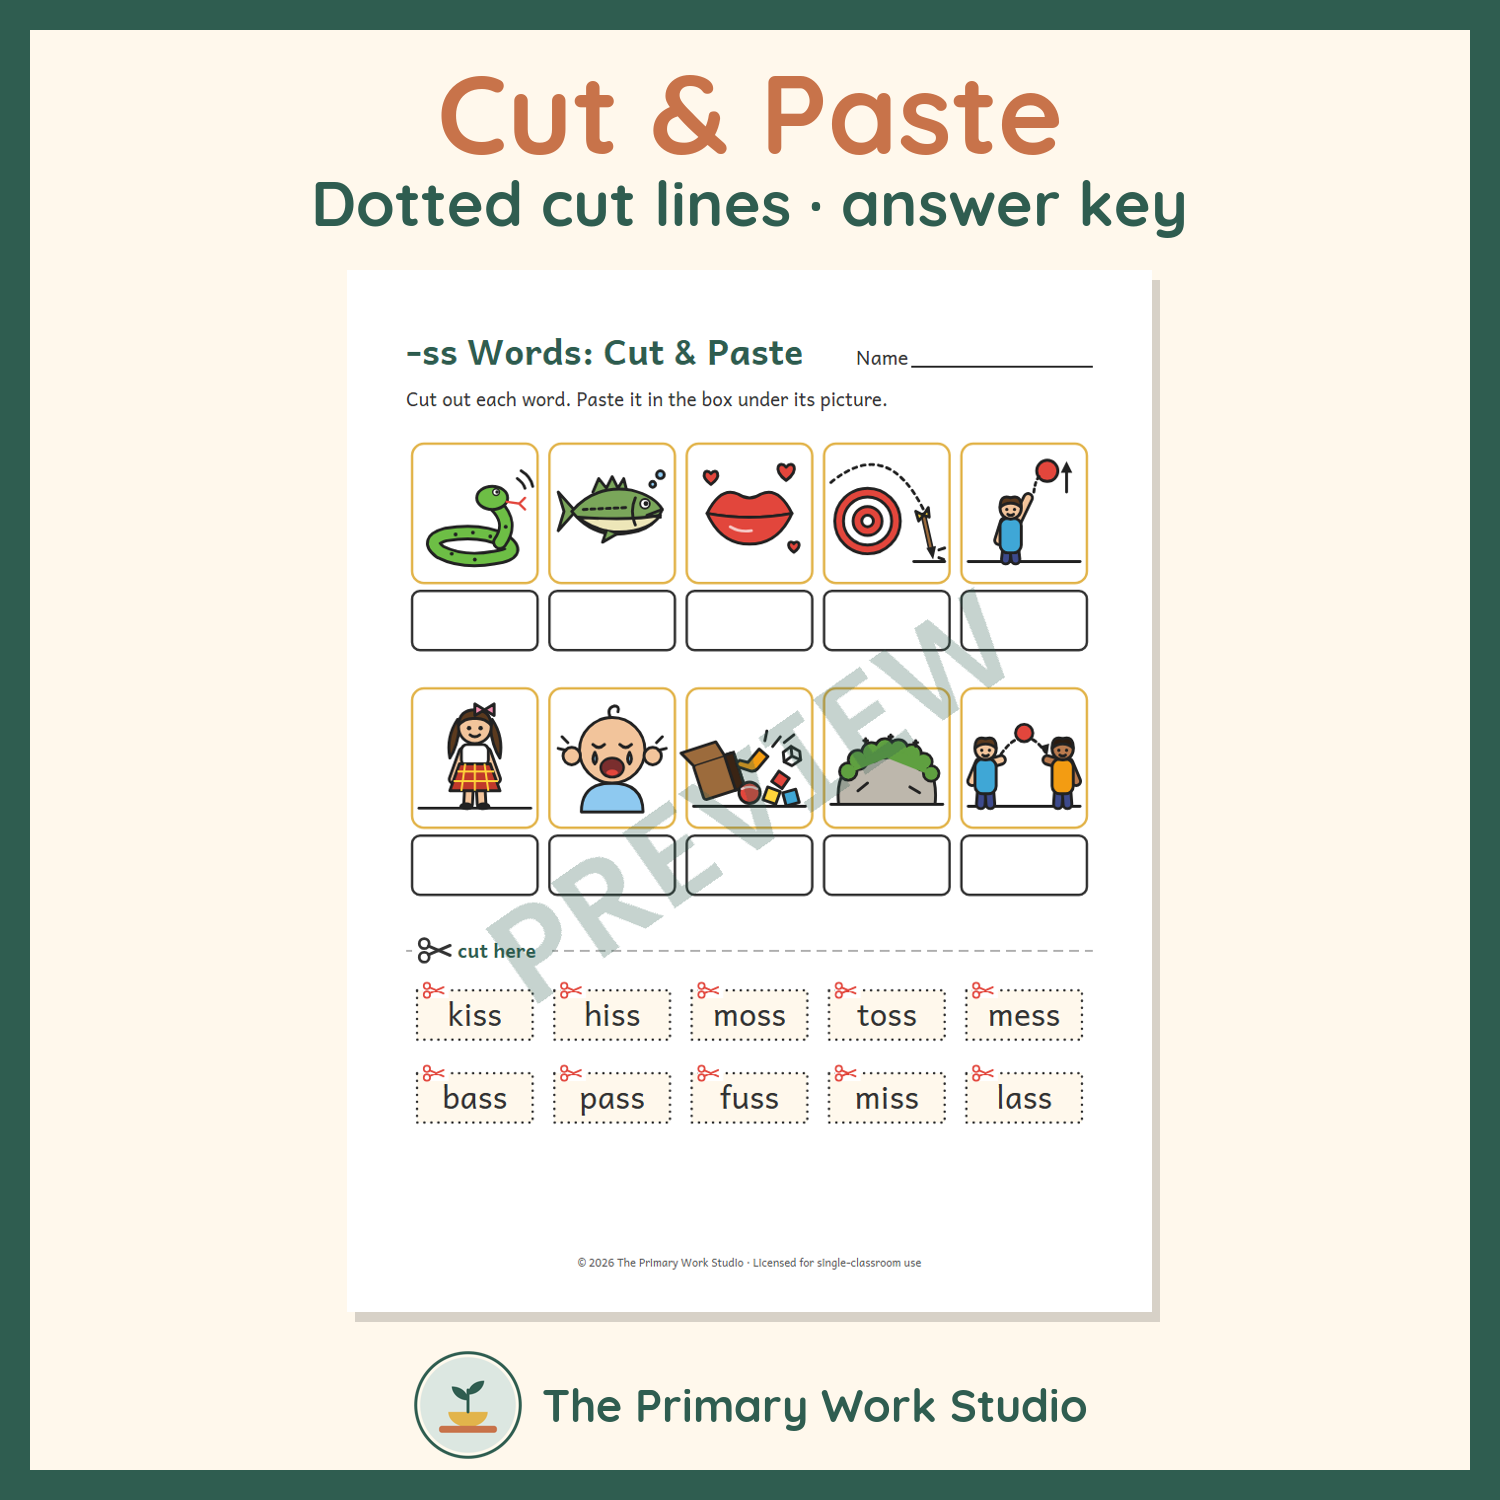 Cut & Paste
Dotted cut lines · answer key
-ss Words: Cut & Paste
Name
Cut out each word. Paste it in the box under its picture.
PREVIEW
cut here
kiss hiss moss toss mess
bass pass fuss miss lass
© 2026 The Primary Work Studio · Licensed for single-classroom use
The Primary Work Studio